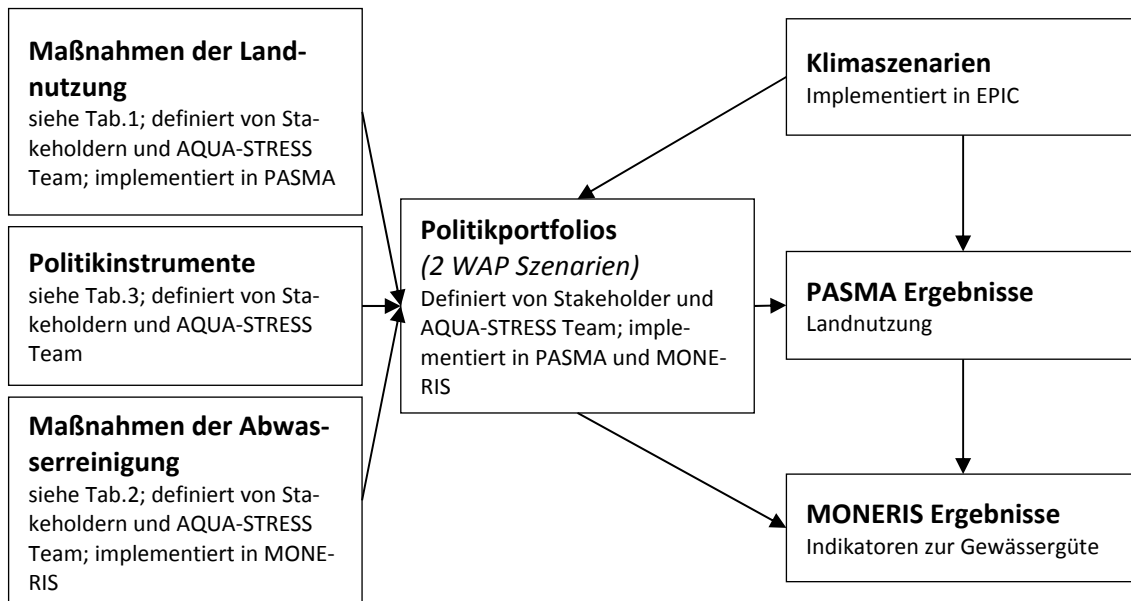 Maßnahmen der Land-
nutzung
siehe Tab.1; definiert von Sta-
keholdern und AQUA-STRESS
Team; implementiert in PASMA
Politikinstrumente
siehe Tab.3; definiert von Sta-
keholdern und AQUA-STRESS
Team
Maßnahmen der Abwas-
serreinigung
siehe Tab.2; definiert von Sta-
keholdern und AQUA-STRESS
Team; implementiert in MONE-
RIS
Politikportfolios
(2 WAP Szenarien)
Definiert von Stakeholder und
AQUA-STRESS Team; imple-
mentiert in PASMA und MONE-
RIS
Klimaszenarien
Implementiert in EPIC
PASMA Ergebnisse
Landnutzung
MONERIS Ergebnisse
Indikatoren zur Gewässergüte